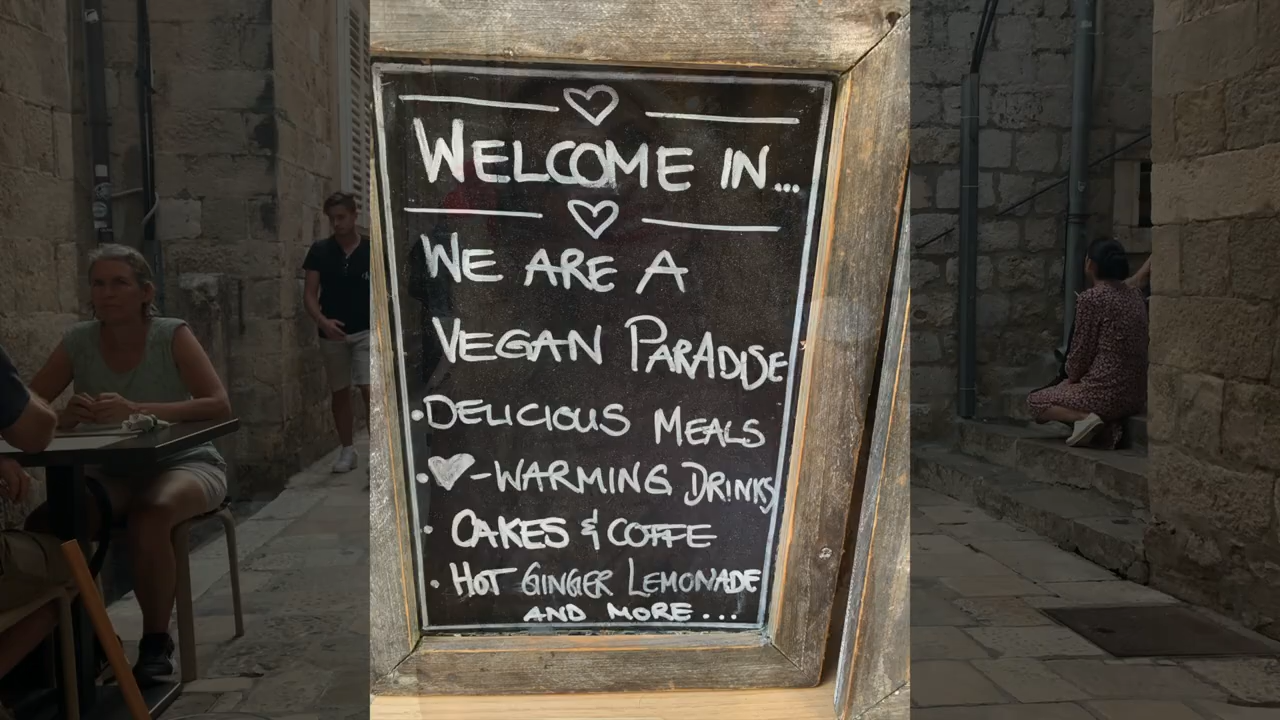 WELCOME IN...
WE ARE A
VEGAN PARADISE
•DELICIOUS MEALS
•♥-WARMING DRINKS
• CAKES & COFFE
• HOT GINGER LEMONADE
AND MORE...